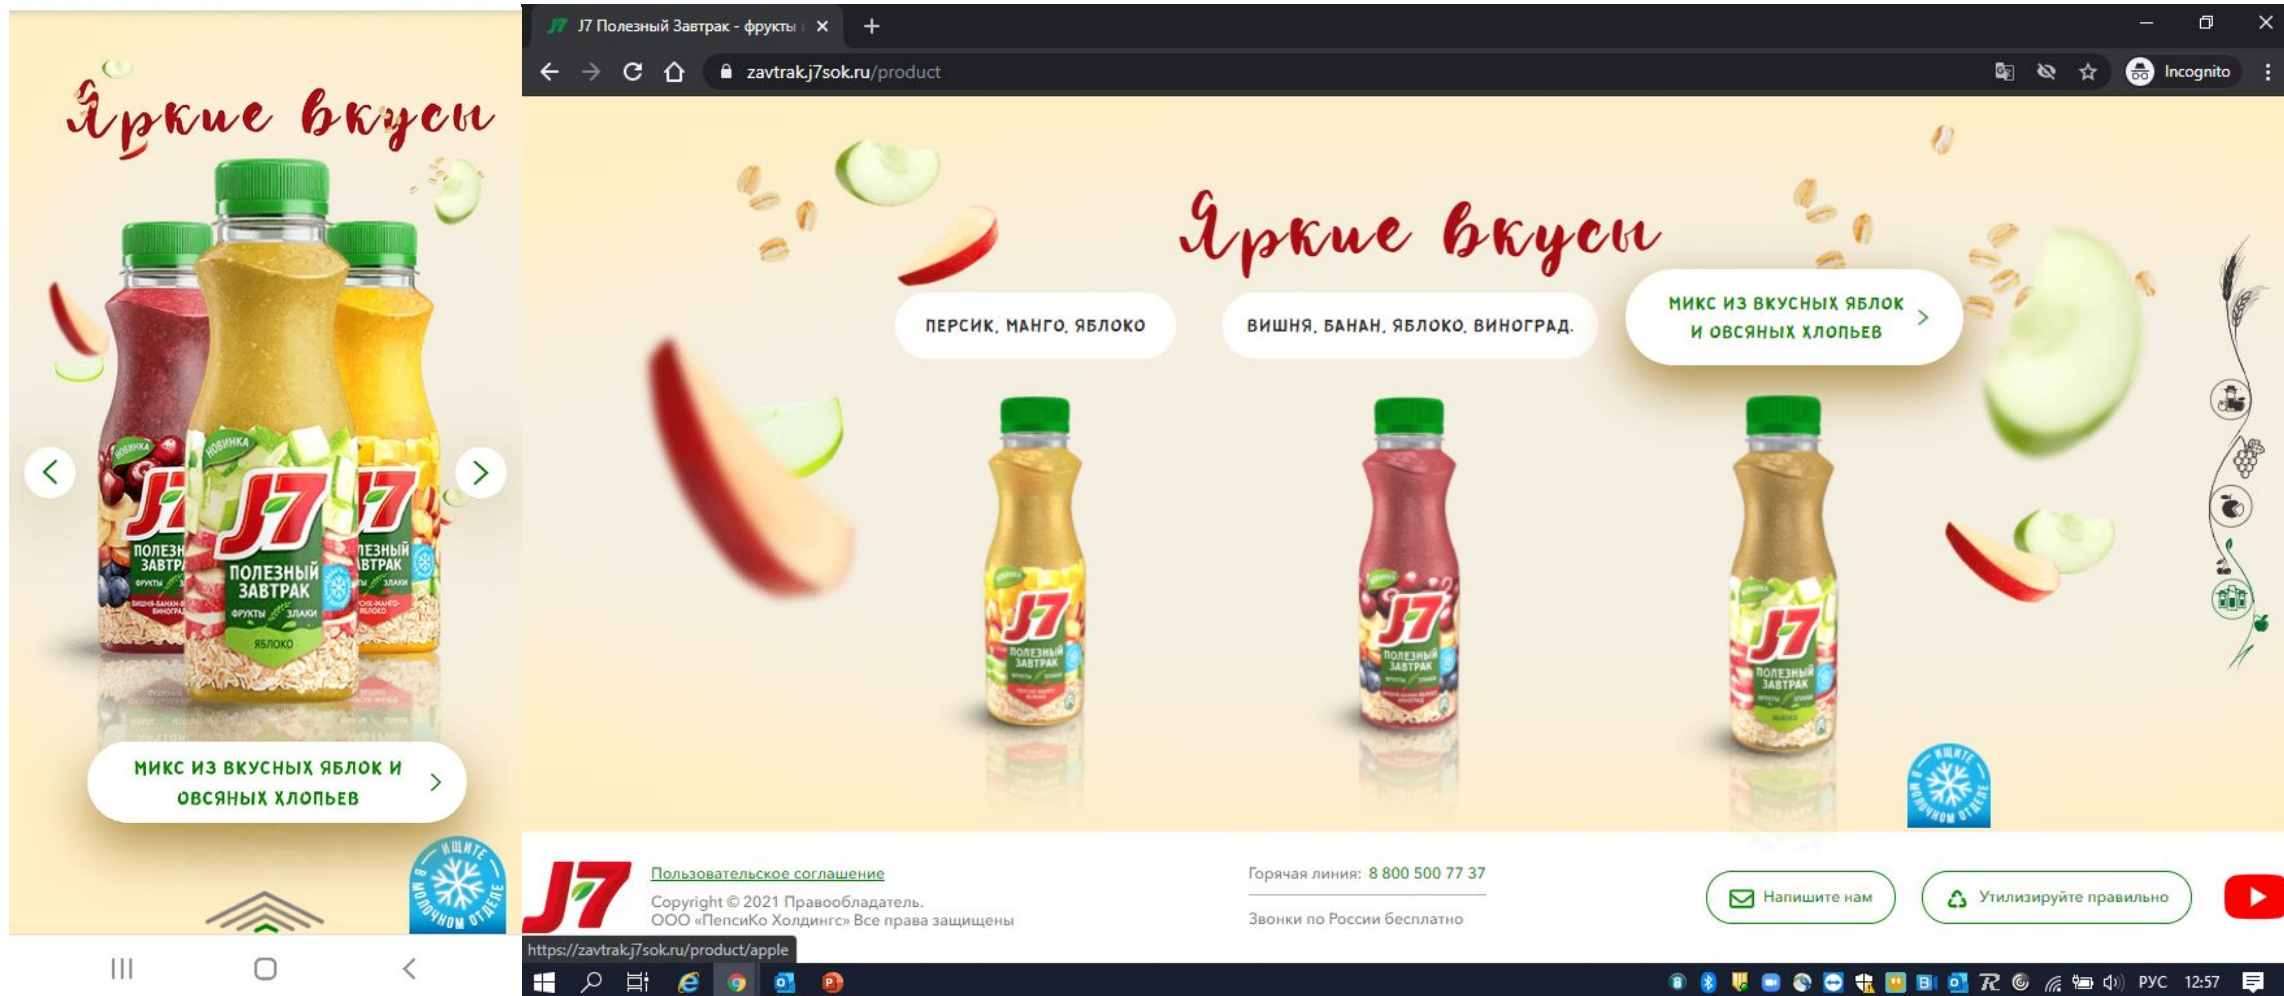 Яркие вкусы
НОВИНКА
НОВИНКА
J7
J7
J7
ПОЛЕЗНЫЙ
ЗАВТРАК
ФРУКТЫ ЗЛАКИ
ЯБЛОКО
МИКС ИЗ ВКУСНЫХ ЯБЛОК И
ОВСЯНЫХ ХЛОПЬЕВ
ИЩИТЕ
В МОЛОЧНОМ ОТДЕЛЕ
J7 Полезный Завтрак - фрукты
zavtrak.j7sok.ru/product
Incognito
Яркие вкусы
ПЕРСИК, МАНГО, ЯБЛОКО
ВИШНЯ, БАНАН, ЯБЛОКО, ВИНОГРАД.
МИКС ИЗ ВКУСНЫХ ЯБЛОК
И ОВСЯНЫХ ХЛОПЬЕВ
J7
ПОЛЕЗНЫЙ
ЗАВТРАК
J7
ПОЛЕЗНЫЙ
ЗАВТРАК
J7
ПОЛЕЗНЫЙ
ЗАВТРАК
ЯБЛОКО
ИЩИТЕ
В МОЛОЧНОМ ОТДЕЛЕ
J7
Пользовательское соглашение
Copyright © 2021 Правообладатель.
ООО «ПепсиКо Холдингс» Все права защищены
Горячая линия: 8 800 500 77 37
Звонки по России бесплатно
Напишите нам
Утилизируйте правильно
https://zavtrak.j7sok.ru/product/apple
РУС 12:57